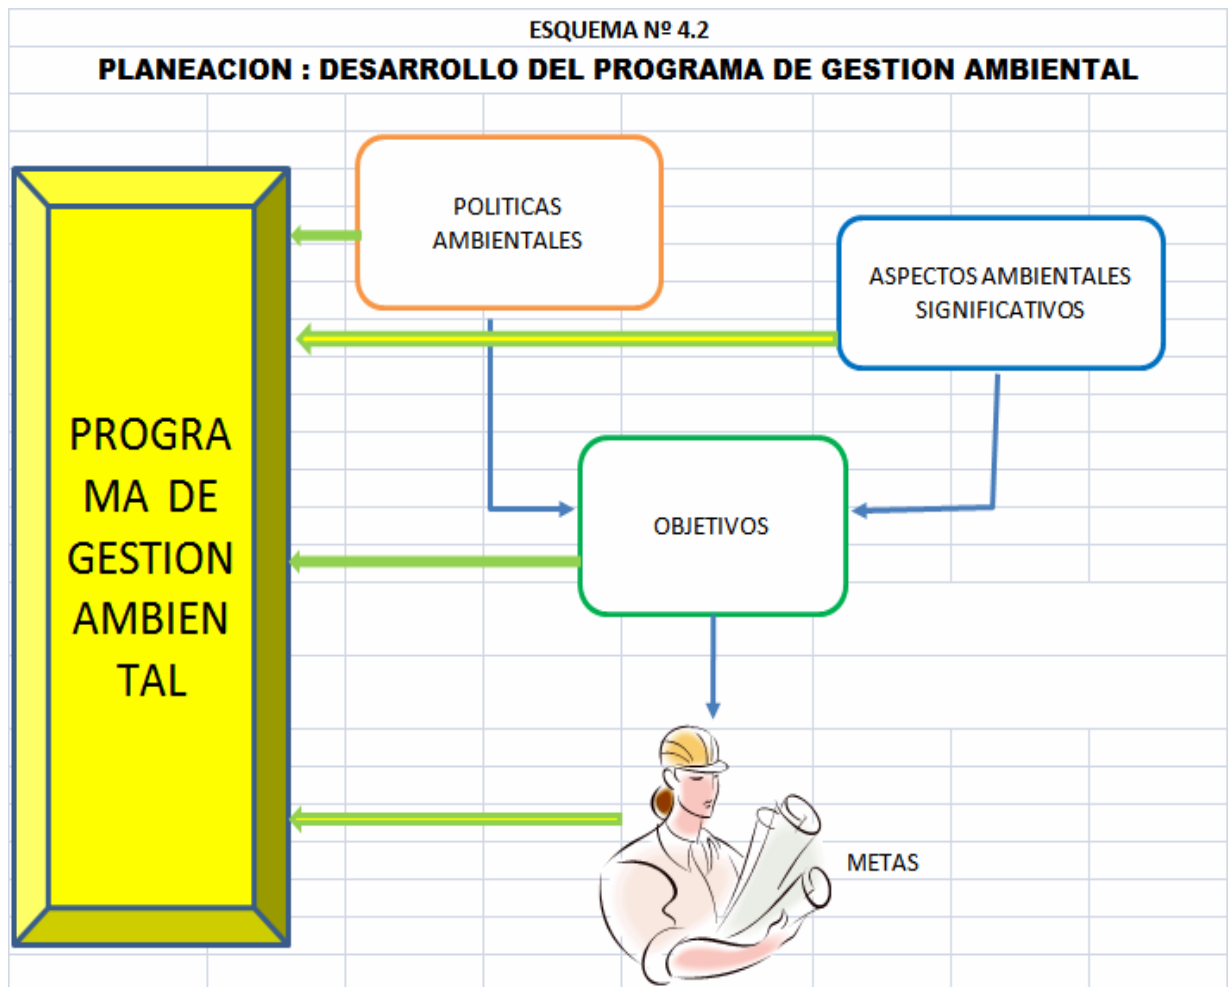 ESQUEMA Nº 4.2
PLANEACION : DESARROLLO DEL PROGRAMA DE GESTION AMBIENTAL
POLITICAS
AMBIENTALES
ASPECTOS AMBIENTALES
SIGNIFICATIVOS
PROGRA
MA DE
GESTION
AMBIEN
TAL
OBJETIVOS
METAS